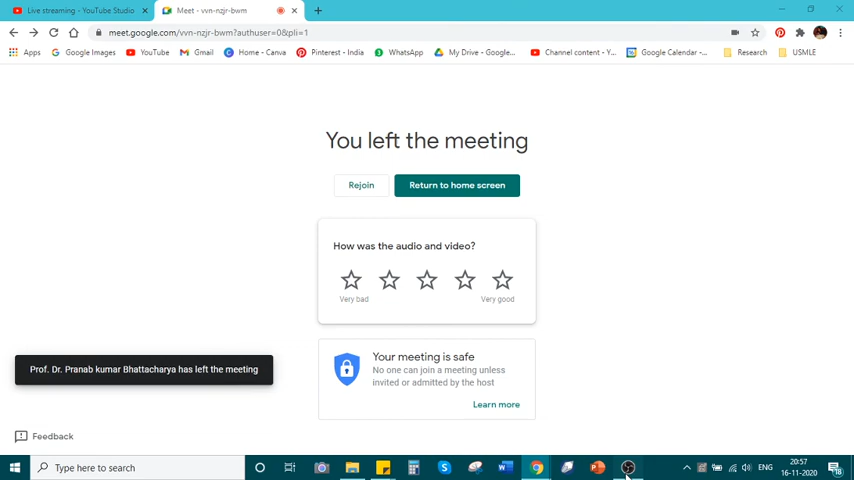 Live streaming - YouTube Studio
Meet - vvn-nzjr-bwm
meet.google.com/vvn-nzjr-bwm?authuser=0&pli=1
Apps Google Images YouTube Gmail Home - Canva Pinterest - India WhatsApp My Drive - Google... Channel content - Y... Google Calendar -... Research USMLE
You left the meeting
Rejoin Return to home screen
How was the audio and video?
Very bad Very good
Your meeting is safe
No one can join a meeting unless
invited or admitted by the host
Learn more
Prof. Dr. Pranab kumar Bhattacharya has left the meeting
Feedback
Type here to search
ENG
20:57
16-11-2020
18